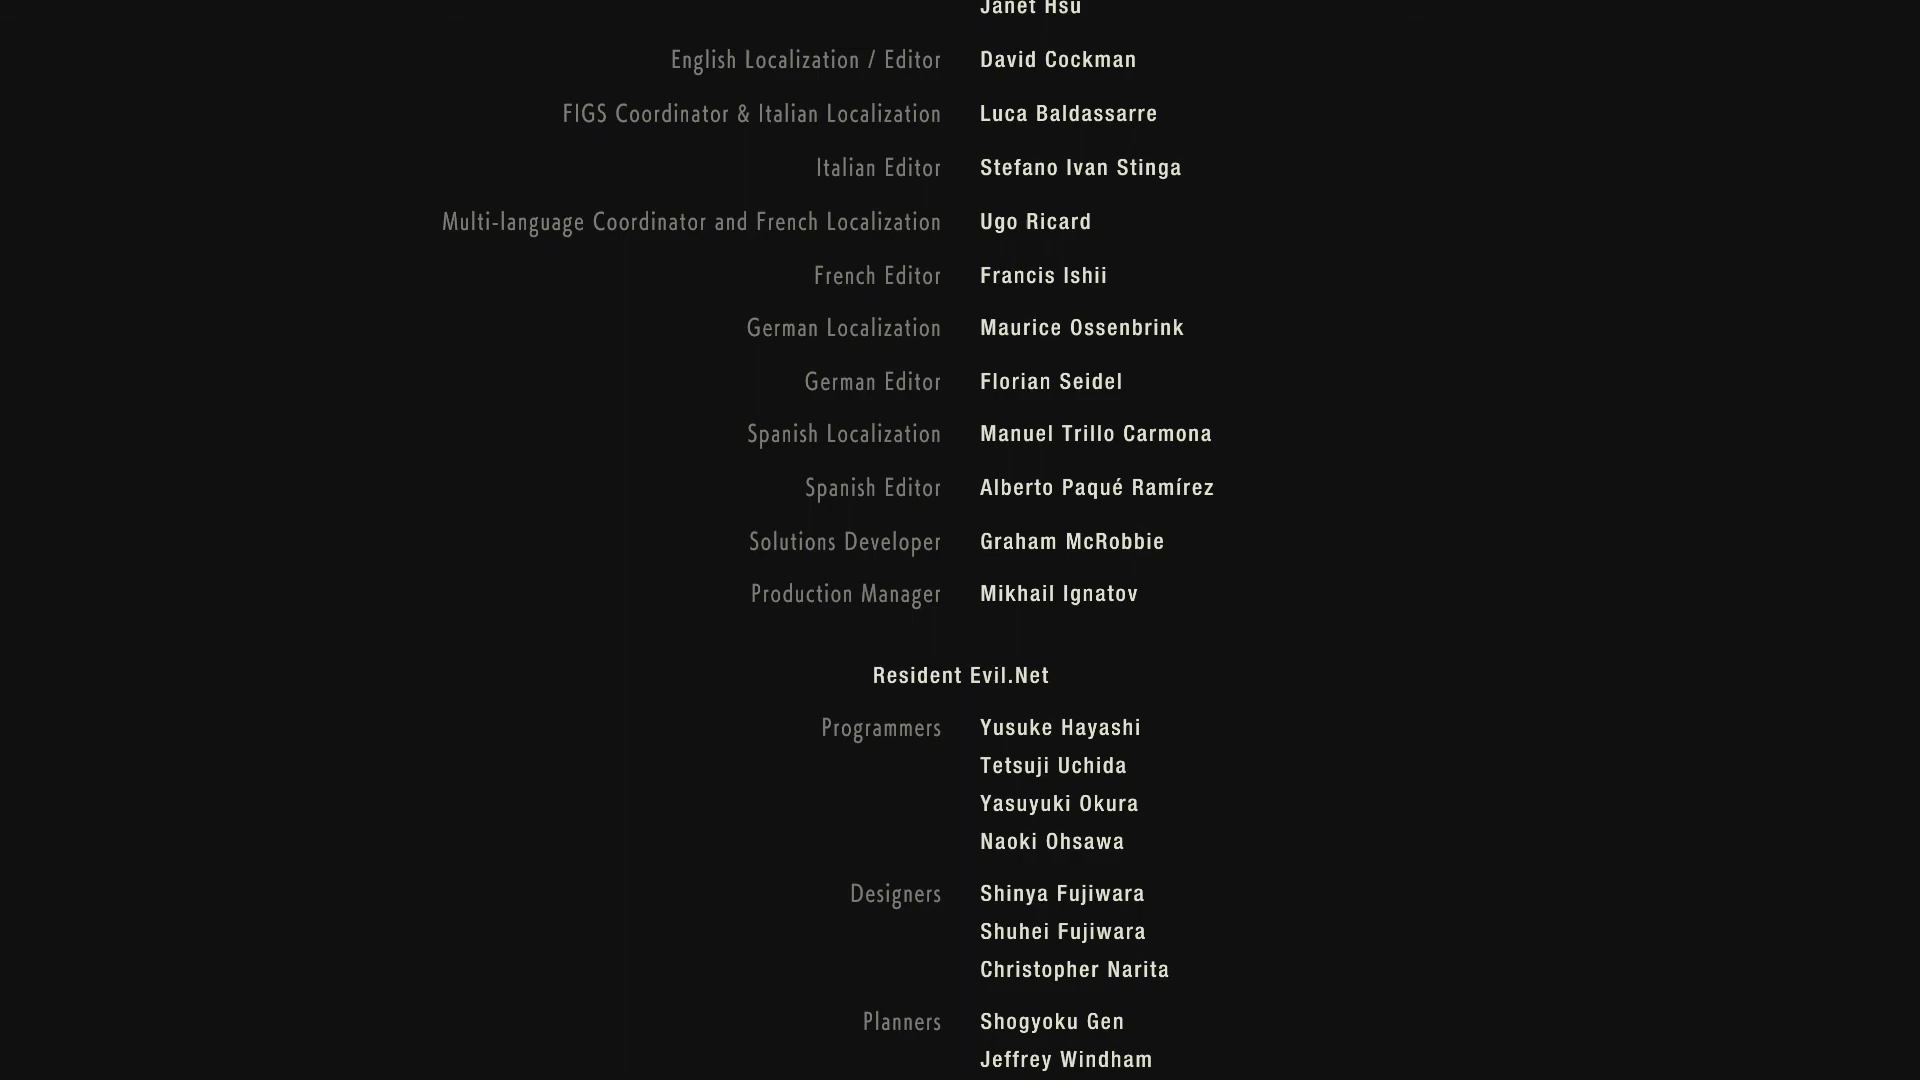 Janet Hsu
English Localization / Editor David Cockman
FIGS Coordinator & Italian Localization Luca Baldassarre
Italian Editor Stefano Ivan Stinga
Multi-language Coordinator and French Localization Ugo Ricard
French Editor Francis Ishii
German Localization Maurice Ossenbrink
German Editor Florian Seidel
Spanish Localization Manuel Trillo Carmona
Spanish Editor Alberto Paqué Ramírez
Solutions Developer Graham McRobbie
Production Manager Mikhail Ignatov
Resident Evil.Net
Programmers Yusuke Hayashi
Tetsuji Uchida
Yasuyuki Okura
Naoki Ohsawa
Designers Shinya Fujiwara
Shuhei Fujiwara
Christopher Narita
Planners Shogyoku Gen
Jeffrey Windham